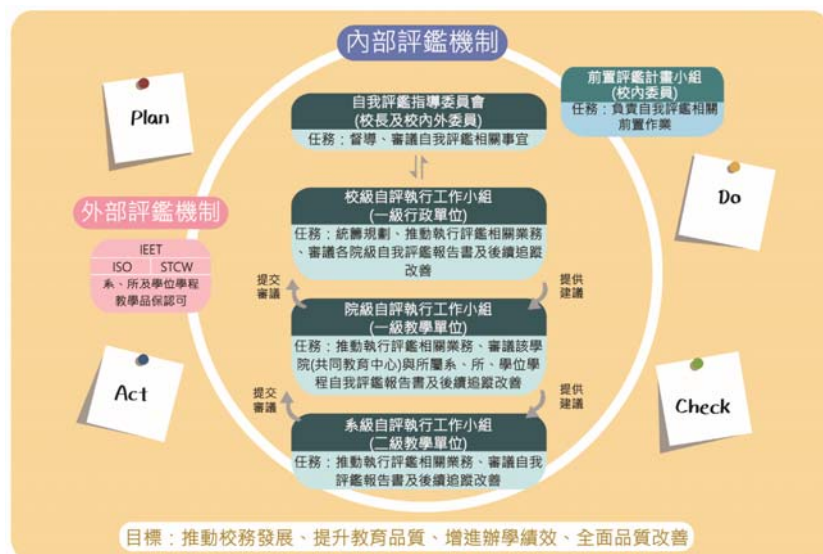 內部評鑑機制
前置評鑑計畫小組
(校內委員)
任務：負責自我評鑑相關
前置作業
Plan
自我評鑑指導委員會
(校長及校內外委員)
任務：督導、審議自我評鑑相關事宜
Do
外部評鑑機制
IEET
ISO
STCW
系、所及學位學程
教學品保認可
校級自評執行工作小組
(一級行政單位)
任務：統籌規劃、推動執行評鑑相關業務
、審議各院級自我評鑑報告書及後續追蹤
改善
提交
審議
提供
建議
院級自評執行工作小組
(一級教學單位)
任務：推動執行評鑑相關業務、審議該學
院(共同教育中心)與所屬系、所、學位學
程自我評鑑報告書及後續追蹤改善
Act
Check
提交
審議
提供
建議
系級自評執行工作小組
(二級教學單位)
任務：推動執行評鑑相關業務、審議自我
評鑑報告書及後續追蹤改善
目標：推動校務發展、提升教育品質、增進辦學績效、全面品質改善